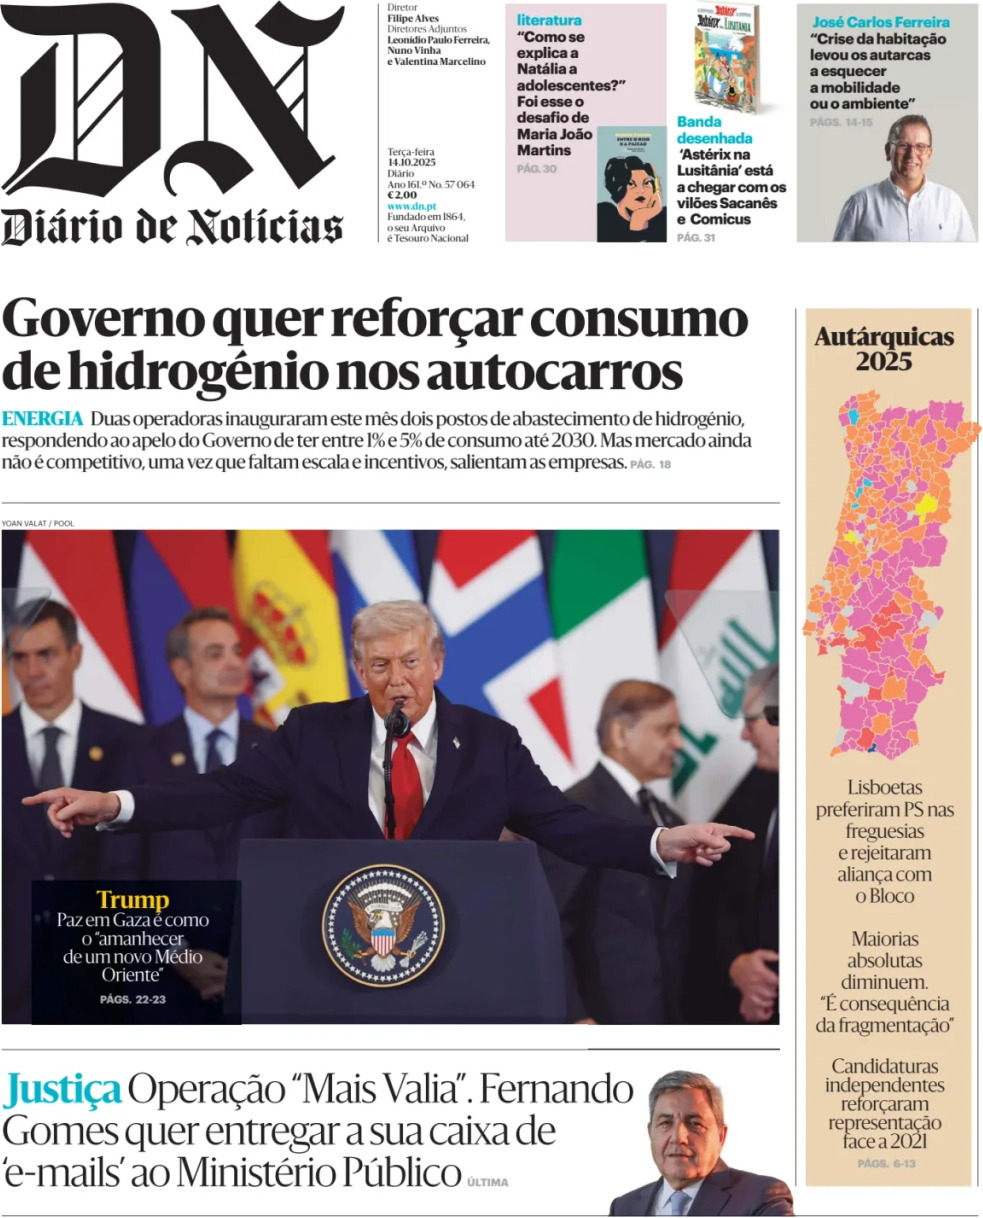 DN
Diário de Notícias
Diretor
Filipe Alves
Diretores Adjuntos
Leonídio Paulo Ferreira,
Nuno Vinha
e Valentina Marcelino
Terça-feira
14.10.2025
Diário
Ano 161.º No. 57 064
€ 2,00
www.dn.pt
Fundado em 1864,
o seu Arquivo
é Tesouro Nacional
literatura
“Como se
explica a
Natália a
adolescentes?”
Foi esse o
desafio de
Maria João
Martins
PÁG. 30
Astérix
LUSITÂNIA
Banda
desenhada
‘Astérix na
Lusitânia’ está
a chegar com os
vilões Sacanês
e Comicus
PÁG. 31
José Carlos Ferreira
“Crise da habitação
levou os autarcas
a esquecer
a mobilidade
ou o ambiente”
PÁGS. 14-15
Governo quer reforçar consumo
de hidrogénio nos autocarros
ENERGIA Duas operadoras inauguraram este mês dois postos de abastecimento de hidrogénio,
respondendo ao apelo do Governo de ter entre 1% e 5% de consumo até 2030. Mas mercado ainda
não é competitivo, uma vez que faltam escala e incentivos, salientam as empresas. PÁG. 18
YOAN VALAT / POOL
Trump
Paz em Gaza é como
o “amanhecer
de um novo Médio
Oriente”
PÁGS. 22-23
Autárquicas
2025
Lisboetas
preferiram PS nas
freguesias
e rejeitaram
aliança com
o Bloco
Maiorias
absolutas
diminuem.
“É consequência
da fragmentação”
Candidaturas
independentes
reforçaram
representação
face a 2021
PÁGS. 6-13
Justiça Operação “Mais Valia”. Fernando
Gomes quer entregar a sua caixa de
‘e-mails’ ao Ministério Público ÚLTIMA